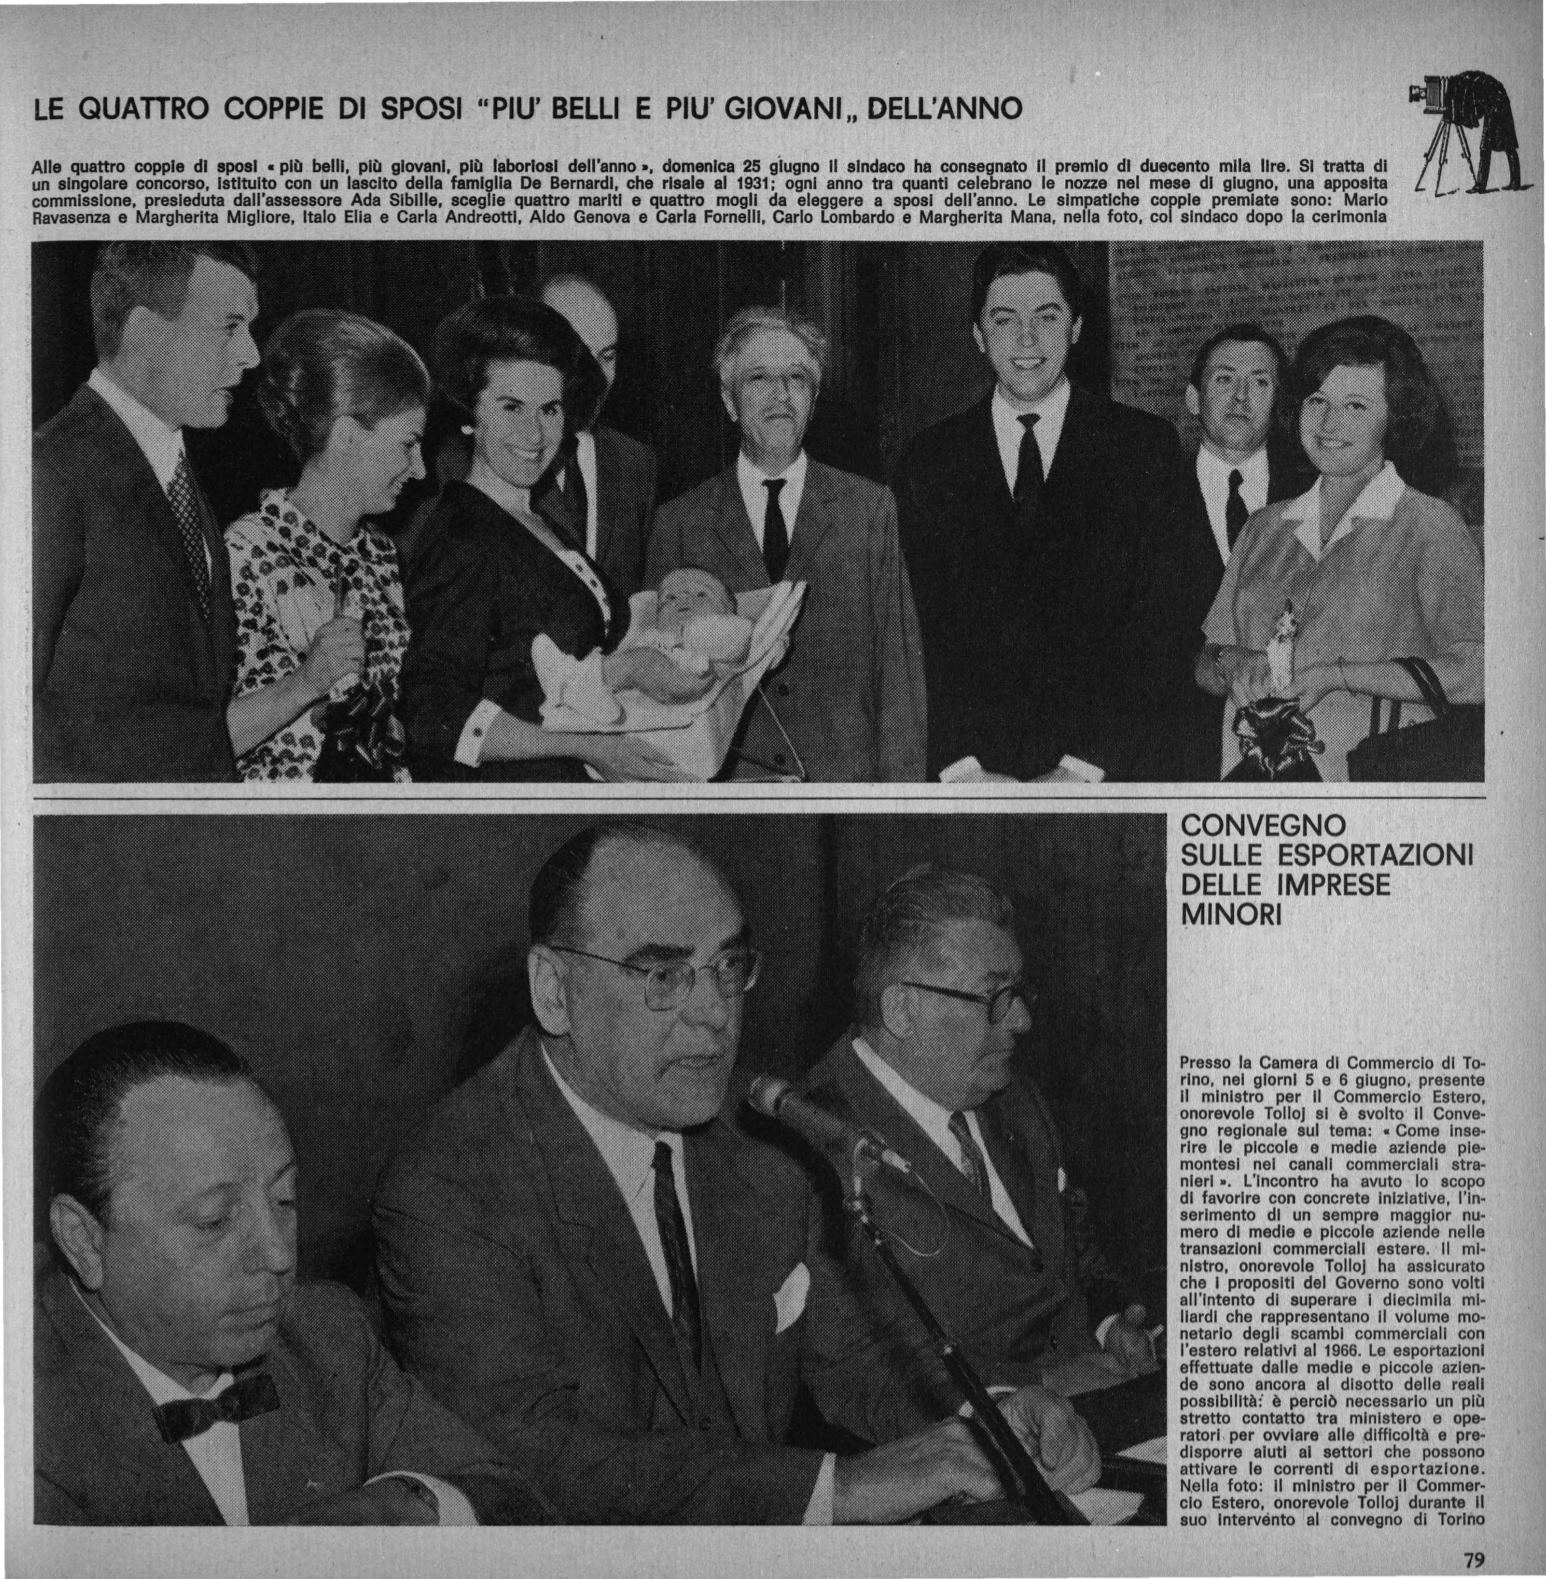 LE QUATTRO COPPIE DI SPOSI “PIU' BELLI E PIU' GIOVANI„ DELL'ANNO
Alle quattro coppie di sposi « più belli, più giovani, più laboriosi dell'anno », domenica 25 giugno il sindaco ha consegnato il premio di duecento mila lire. Si tratta di
un singolare concorso, istituito con un lascito della famiglia De Bernardi, che risale al 1931; ogni anno tra quanti celebrano le nozze nel mese di giugno, una apposita
commissione, presieduta dall'assessore Ada Sibille, sceglie quattro mariti e quattro mogli da eleggere a sposi dell'anno. Le simpatiche coppie premiate sono: Mario
Ravasenza e Margherita Migliore, Italo Elia e Carla Andreotti, Aldo Genova e Carla Fornelli, Carlo Lombardo e Margherita Mana, nella foto, col sindaco dopo la cerimonia
CONVEGNO
SULLE ESPORTAZIONI
DELLE IMPRESE
MINORI
Presso la Camera di Commercio di To-
rino, nei giorni 5 e 6 giugno, presente
il ministro per il Commercio Estero,
onorevole Tolloj si è svolto il Conve-
gno regionale sul tema: « Come inse-
rire le piccole e medie aziende pie-
montesi nei canali commerciali stra-
nieri ». L'incontro ha avuto lo scopo
di favorire con concrete iniziative, l'in-
serimento di un sempre maggior nu-
mero di medie e piccole aziende nelle
transazioni commerciali estere. Il mi-
nistro, onorevole Tolloj ha assicurato
che i propositi del Governo sono volti
all'intento di superare i diecimila mi-
liardi che rappresentano il volume mo-
netario degli scambi commerciali con
l'estero relativi al 1966. Le esportazioni
effettuate dalle medie e piccole azien-
de sono ancora al disotto delle reali
possibilità: è perciò necessario un più
stretto contatto tra ministero e ope-
ratori per ovviare alle difficoltà e pre-
disporre aiuti ai settori che possono
attivare le correnti di esportazione.
Nella foto: il ministro per il Commer-
cio Estero, onorevole Tolloj durante il
suo intervento al convegno di Torino
79